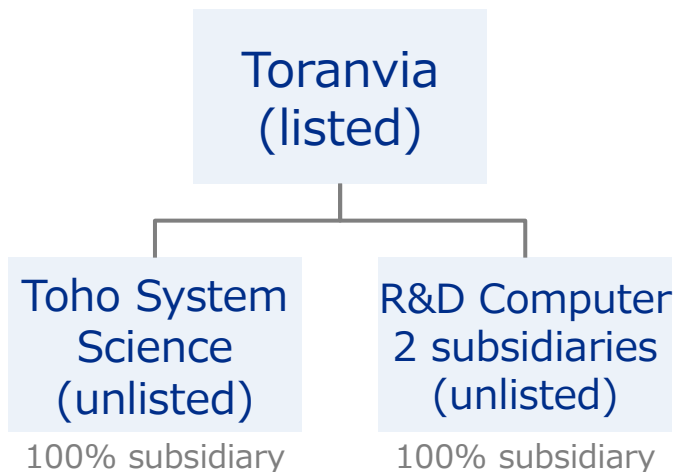 Toranvia
(listed)
Toho System
Science
(unlisted)
100% subsidiary
R&D Computer
2 subsidiaries
(unlisted)
100% subsidiary